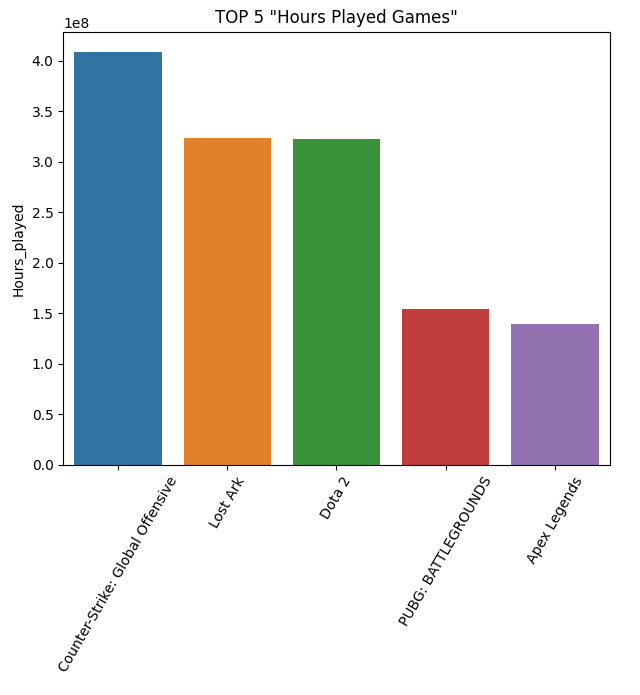 TOP 5 "Hours Played Games"
1e8
4.0
3.5
3.0
2.5
2.0
1.5
1.0
0.5
0.0
Hours_played
Counter-Strike: Global Offensive
Lost Ark
Dota 2
PUBG: BATTLEGROUNDS
Apex Legends